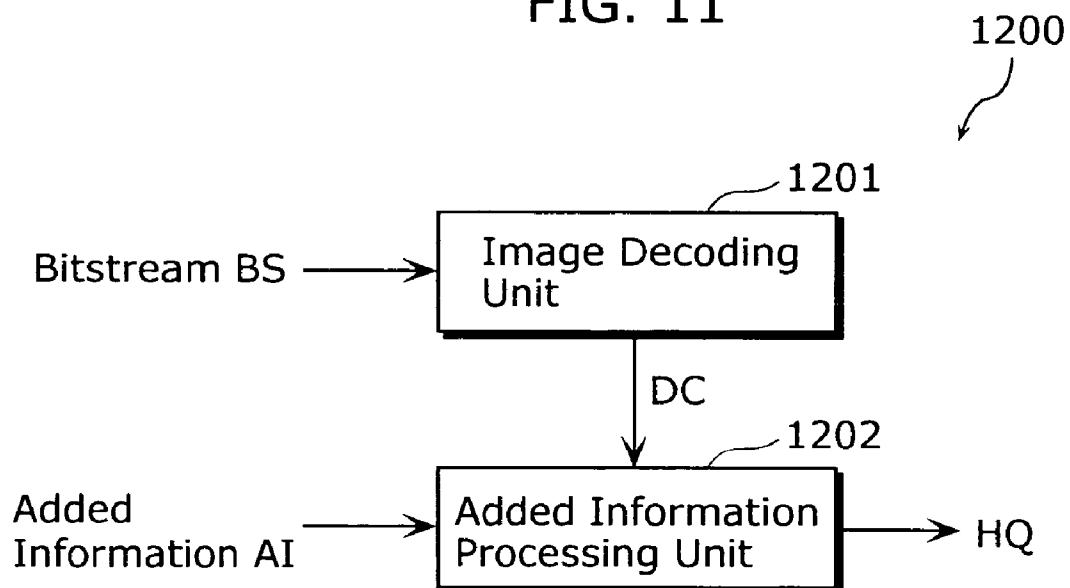 FIG. 11
1200
1201
Bitstream BS
Image Decoding
Unit
DC
1202
Added
Information AI
Added Information
Processing Unit
HQ